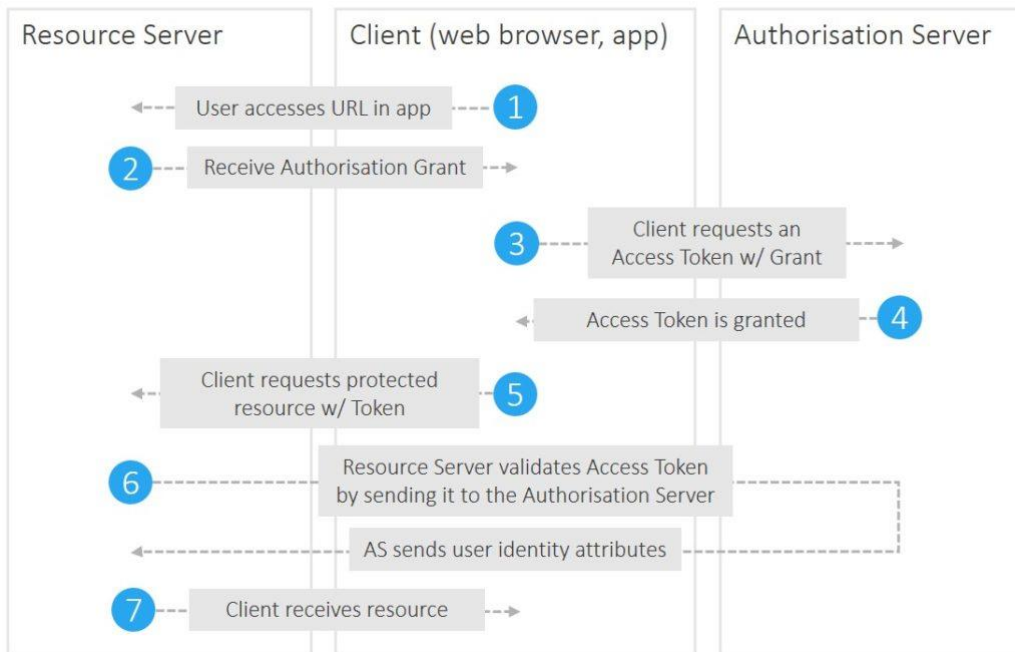 Resource Server
Client (web browser, app)
Authorisation Server
User accesses URL in app
1
2
Receive Authorisation Grant
3
Client requests an
Access Token w/ Grant
Access Token is granted
4
Client requests protected
resource w/ Token
5
6
Resource Server validates Access Token
by sending it to the Authorisation Server
AS sends user identity attributes
7
Client receives resource